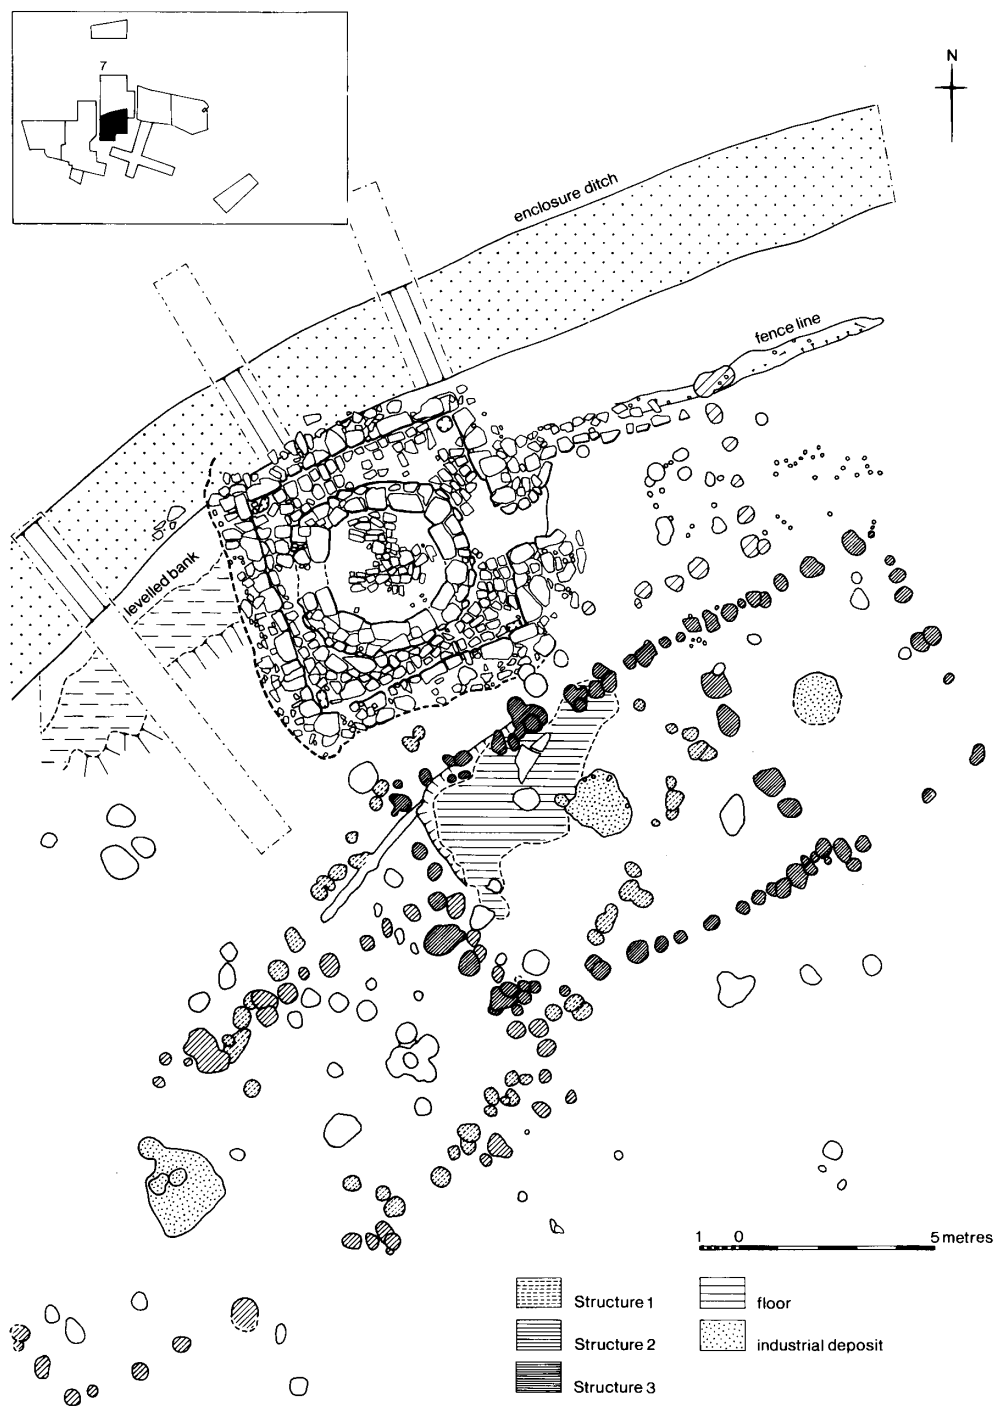 7
N
enclosure ditch
fence line
levelled bank
1 0 5 metres
Structure 1
floor
Structure 2
industrial deposit
Structure 3